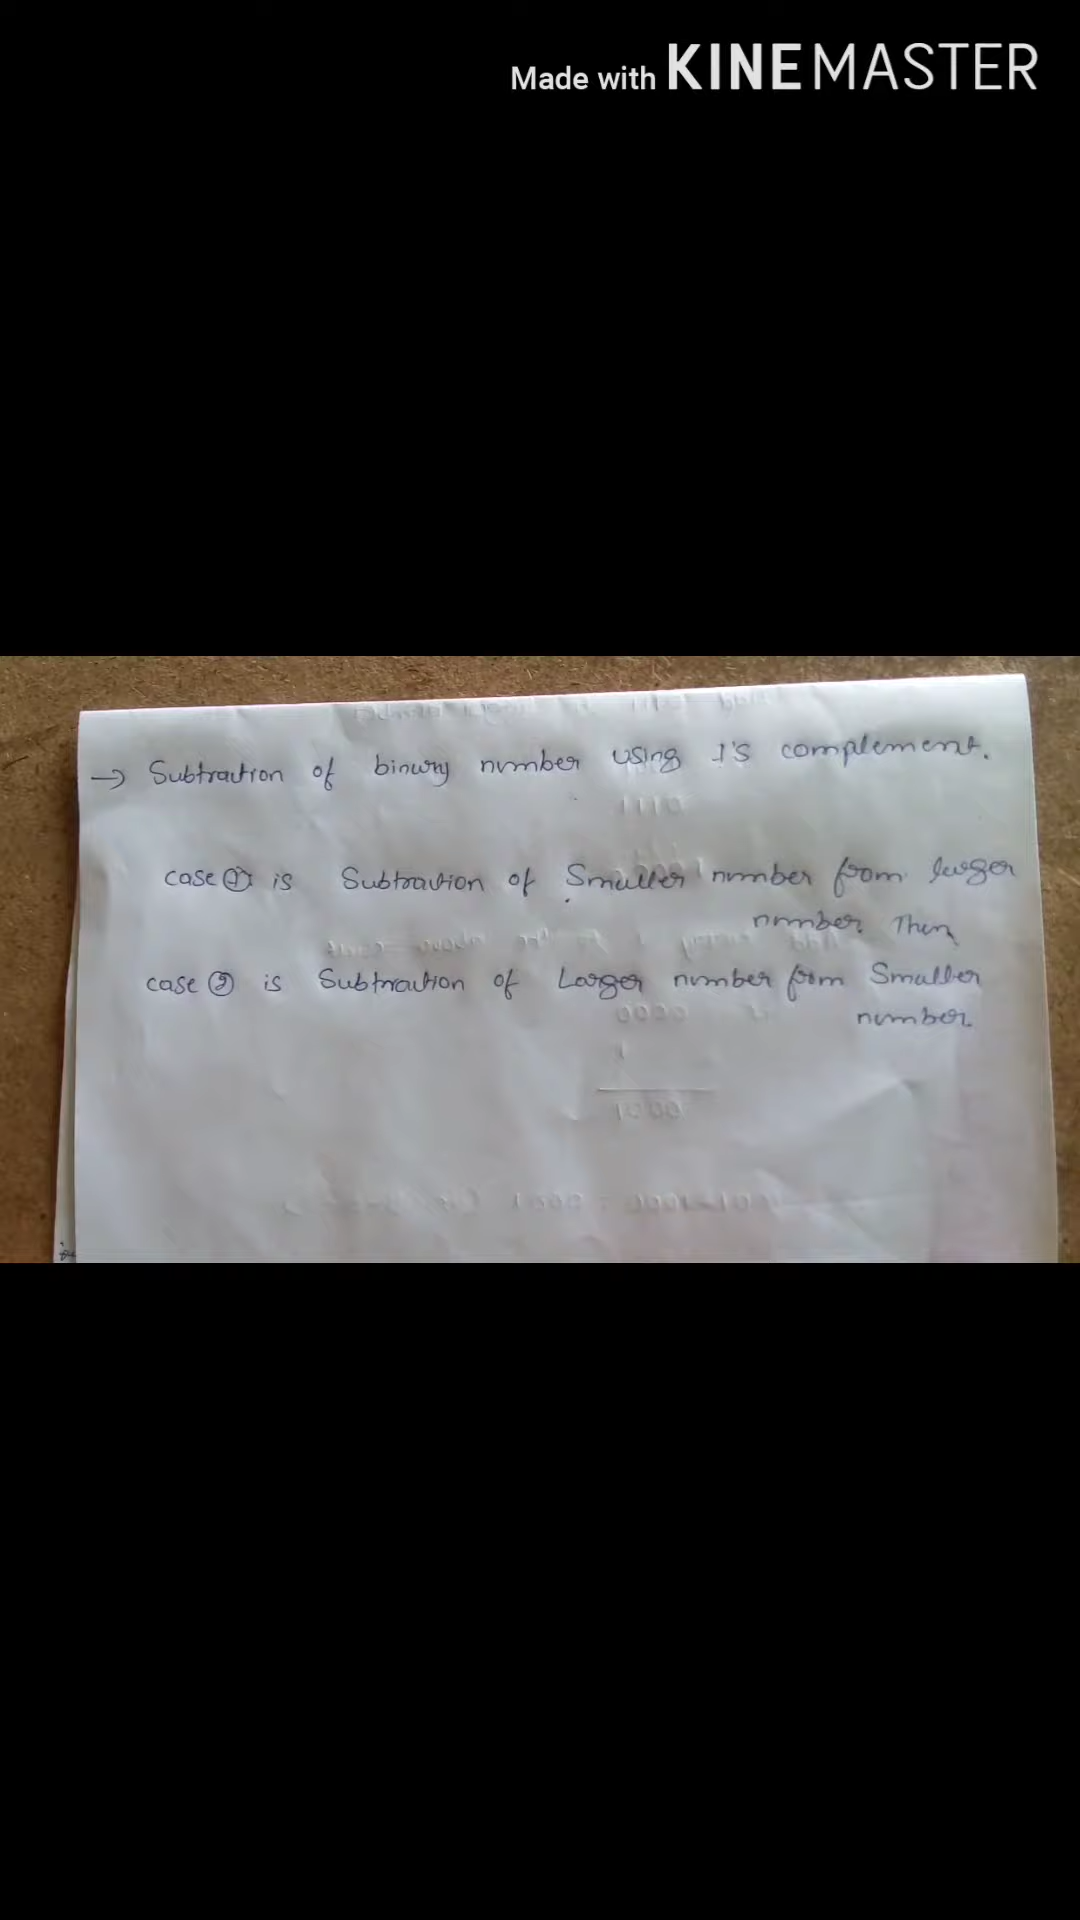 Made with KINEMASTER
→ Subtraction of binary number using 1's complement.
case ① is Subtraction of Smaller number from larger
number. Then
case ② is Subtraction of Larger number from Smaller
number.